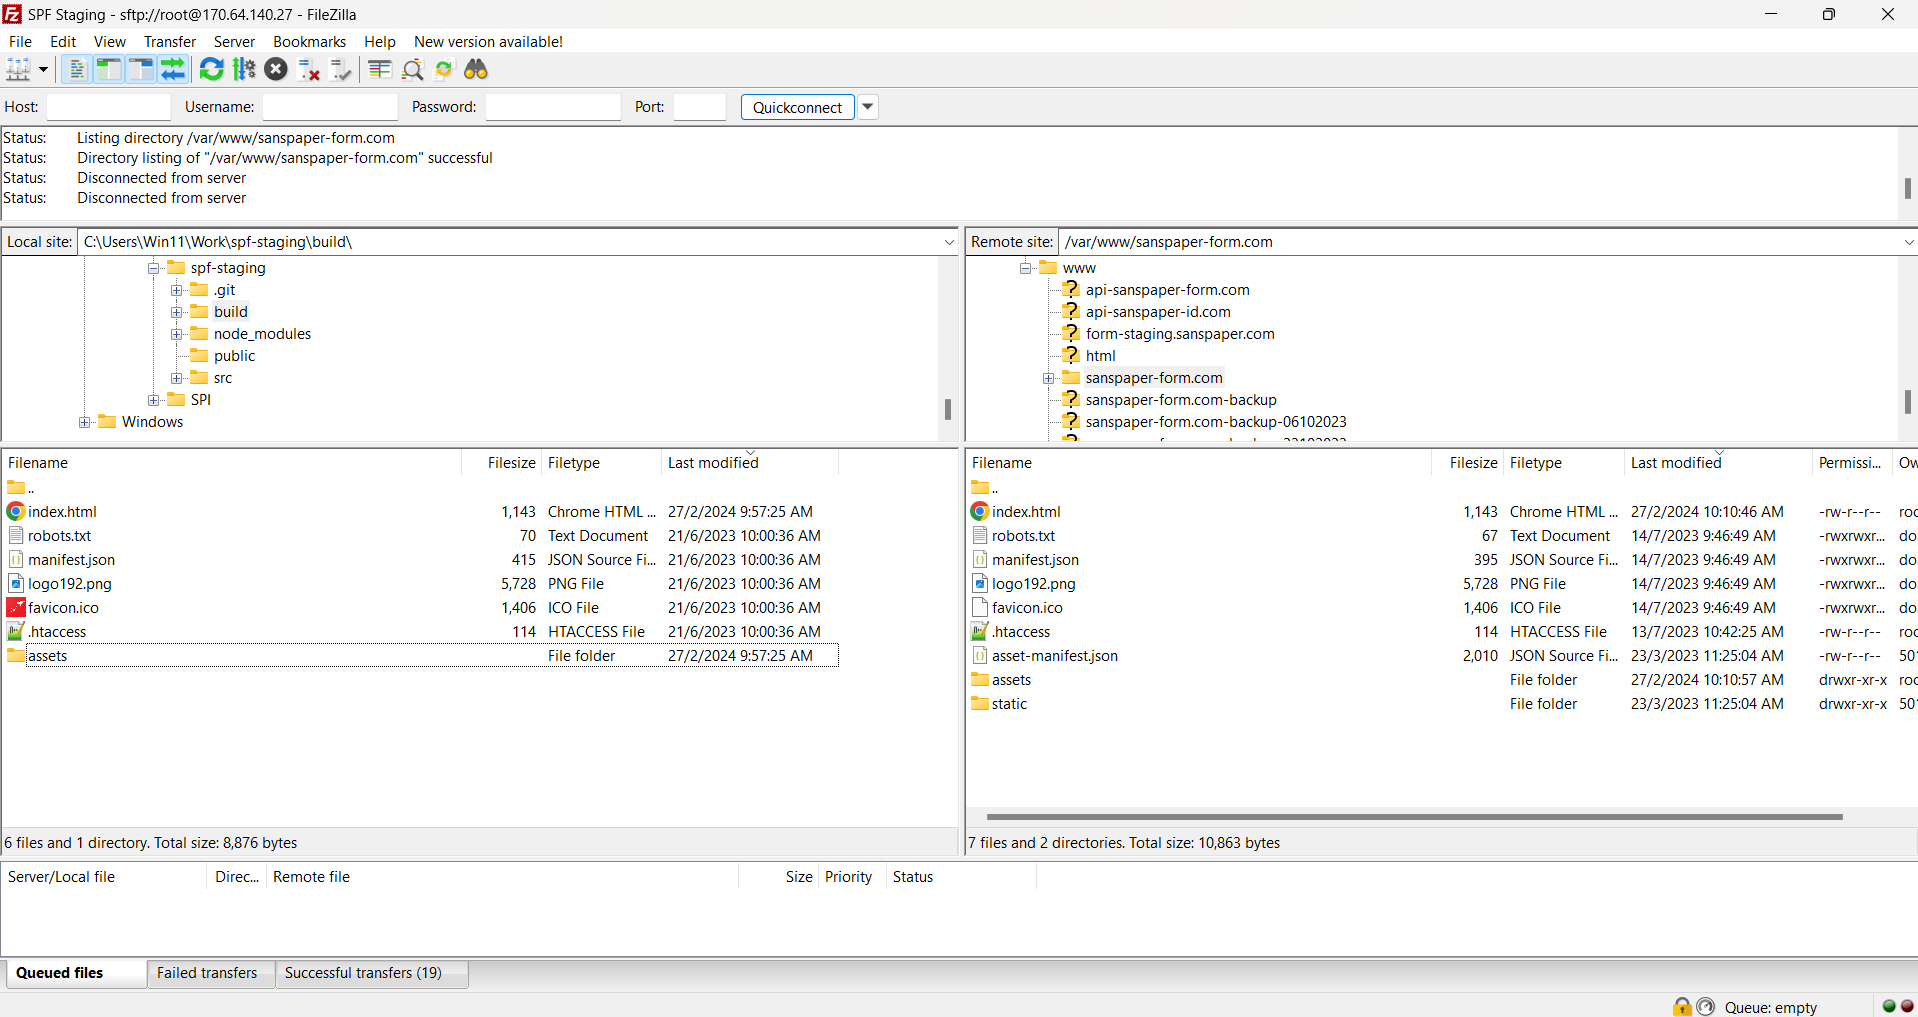 SPF Staging - sftp://root@170.64.140.27 - FileZilla
File Edit View Transfer Server Bookmarks Help New version available!
Host: Username: Password: Port: Quickconnect
Status: Listing directory /var/www/sanspaper-form.com
Status: Directory listing of "/var/www/sanspaper-form.com" successful
Status: Disconnected from server
Status: Disconnected from server
Local site: C:\Users\Win11\Work\spf-staging\build\
spf-staging
.git
build
node_modules
public
src
SPI
Windows
Remote site: /var/www/sanspaper-form.com
www
api-sanspaper-form.com
api-sanspaper-id.com
form-staging.sanspaper.com
html
sanspaper-form.com
sanspaper-form.com-backup
sanspaper-form.com-backup-06102023
Filename Filesize Filetype Last modified
..
index.html 1,143 Chrome HTML ... 27/2/2024 9:57:25 AM
robots.txt 70 Text Document 21/6/2023 10:00:36 AM
manifest.json 415 JSON Source Fi... 21/6/2023 10:00:36 AM
logo192.png 5,728 PNG File 21/6/2023 10:00:36 AM
favicon.ico 1,406 ICO File 21/6/2023 10:00:36 AM
.htaccess 114 HTACCESS File 21/6/2023 10:00:36 AM
assets File folder 27/2/2024 9:57:25 AM
6 files and 1 directory. Total size: 8,876 bytes
Filename Filesize Filetype Last modified Permissi... Ow
..
index.html 1,143 Chrome HTML ... 27/2/2024 10:10:46 AM -rw-r--r-- roo
robots.txt 67 Text Document 14/7/2023 9:46:49 AM -rwxrwxr... do
manifest.json 395 JSON Source Fi... 14/7/2023 9:46:49 AM -rwxrwxr... do
logo192.png 5,728 PNG File 14/7/2023 9:46:49 AM -rwxrwxr... do
favicon.ico 1,406 ICO File 14/7/2023 9:46:49 AM -rwxrwxr... do
.htaccess 114 HTACCESS File 13/7/2023 10:42:25 AM -rw-r--r-- roo
asset-manifest.json 2,010 JSON Source Fi... 23/3/2023 11:25:04 AM -rw-r--r-- 501
assets File folder 27/2/2024 10:10:57 AM drwxr-xr-x roo
static File folder 23/3/2023 11:25:04 AM drwxr-xr-x 501
7 files and 2 directories. Total size: 10,863 bytes
Server/Local file Direc... Remote file Size Priority Status
Queued files Failed transfers Successful transfers (19)
Queue: empty